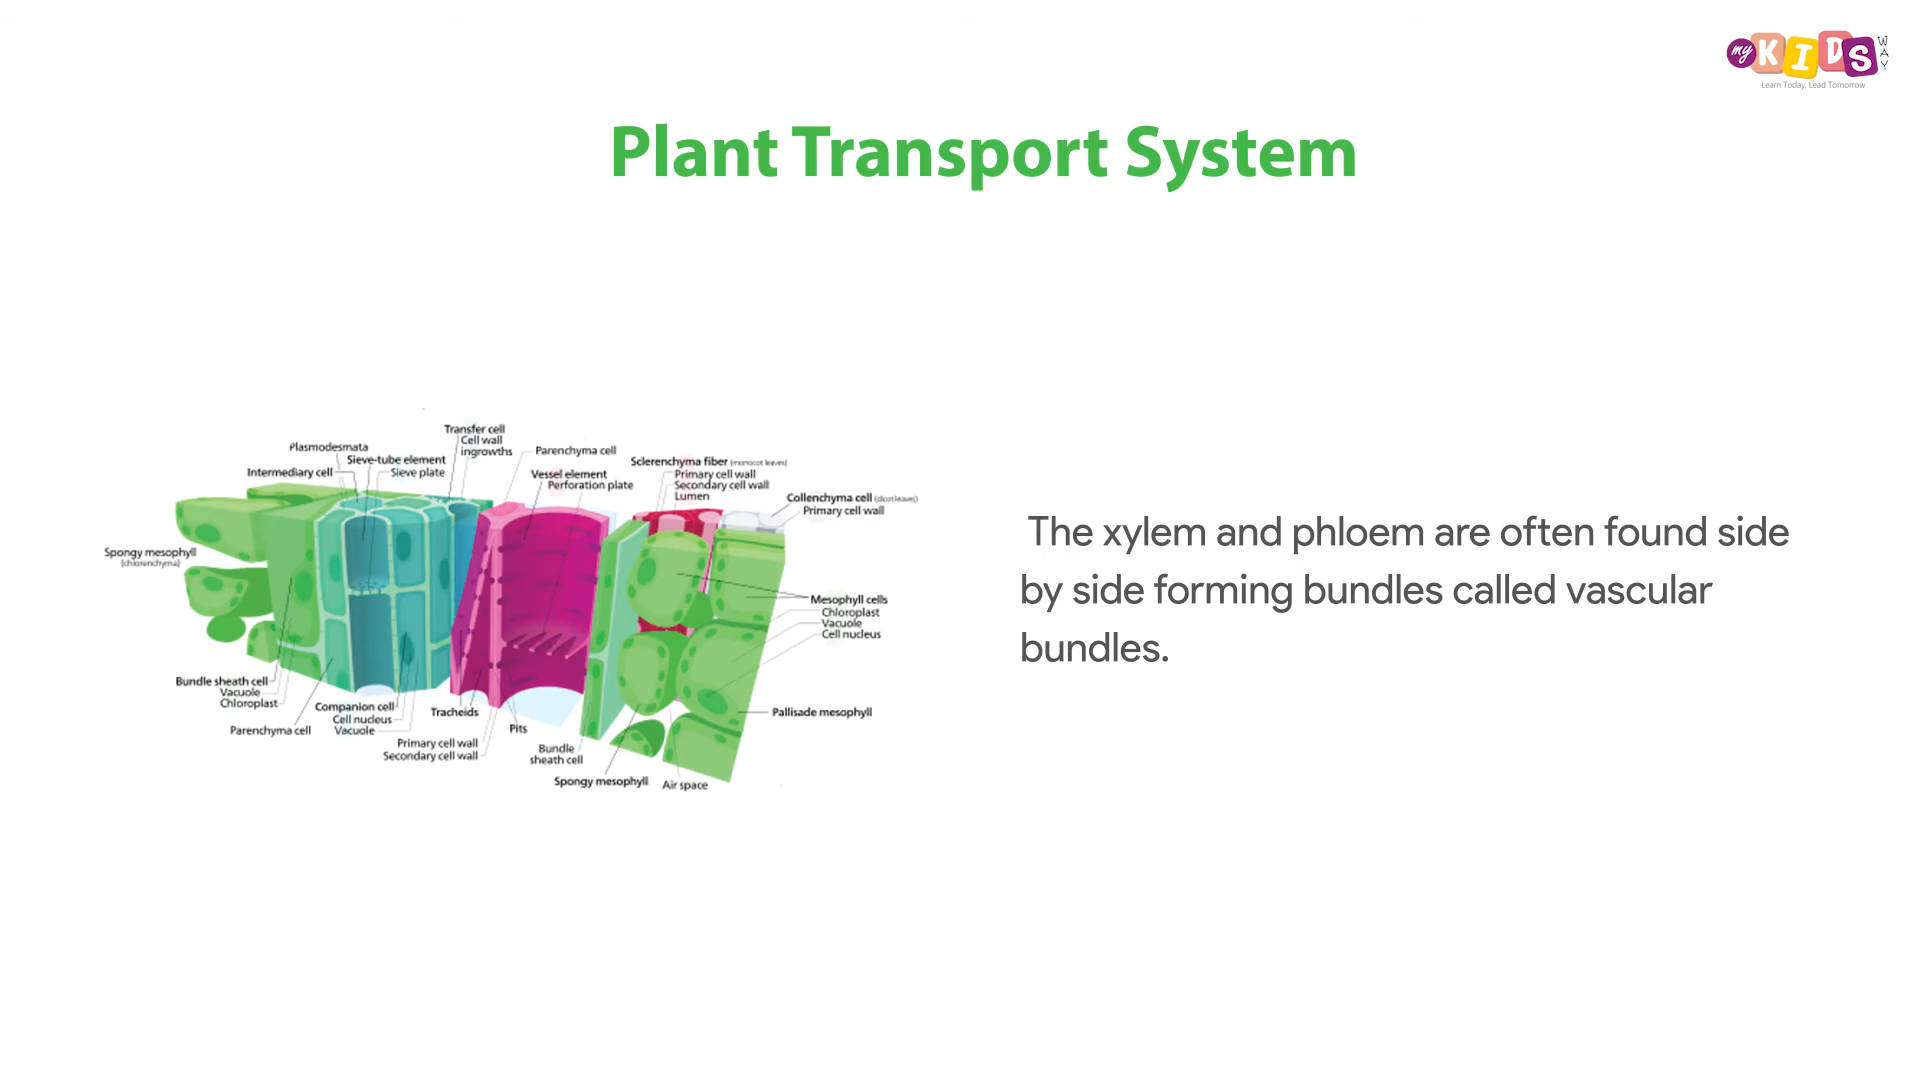 my KIDS WAY
Learn Today, Lead Tomorrow
Plant Transport System
Transfer cell
Cell wall
ingrowths
Plasmodesmata
Sieve-tube element
Intermediary cell
Sieve plate
Parenchyma cell
Vessel element
Perforation plate
Sclerenchyma fiber (monocot leaves)
Primary cell wall
Secondary cell wall
Lumen
Collenchyma cell (dicot leaves)
Primary cell wall
Spongy mesophyll
(chlorenchyma)
Mesophyll cells
Chloroplast
Vacuole
Cell nucleus
Bundle sheath cell
Vacuole
Chloroplast
Parenchyma cell
Companion cell
Cell nucleus
Vacuole
Tracheids
Primary cell wall
Secondary cell wall
Pits
Bundle
sheath cell
Spongy mesophyll
Air space
Pallisade mesophyll
The xylem and phloem are often found side
by side forming bundles called vascular
bundles.